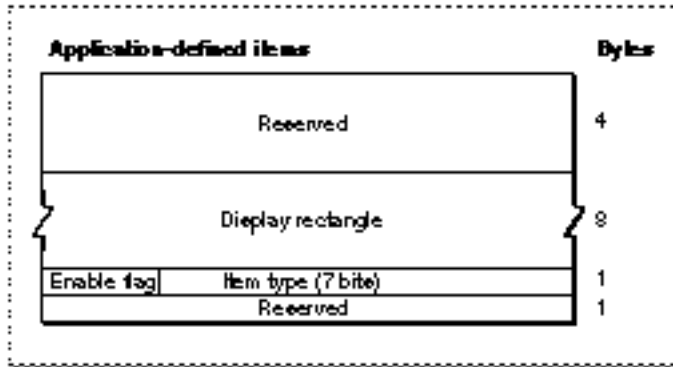 Application-defined items Bytes
Reserved 4
Display rectangle 8
Enable flag Item type (7 bits) 1
Reserved 1